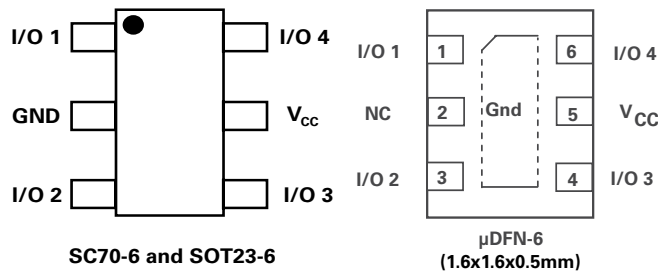 I/O 1
I/O 4
GND
VCC
I/O 2
I/O 3
SC70-6 and SOT23-6
I/O 1
1
6
I/O 4
NC
2
Gnd
5
VCC
I/O 2
3
4
I/O 3
µDFN-6
(1.6x1.6x0.5mm)